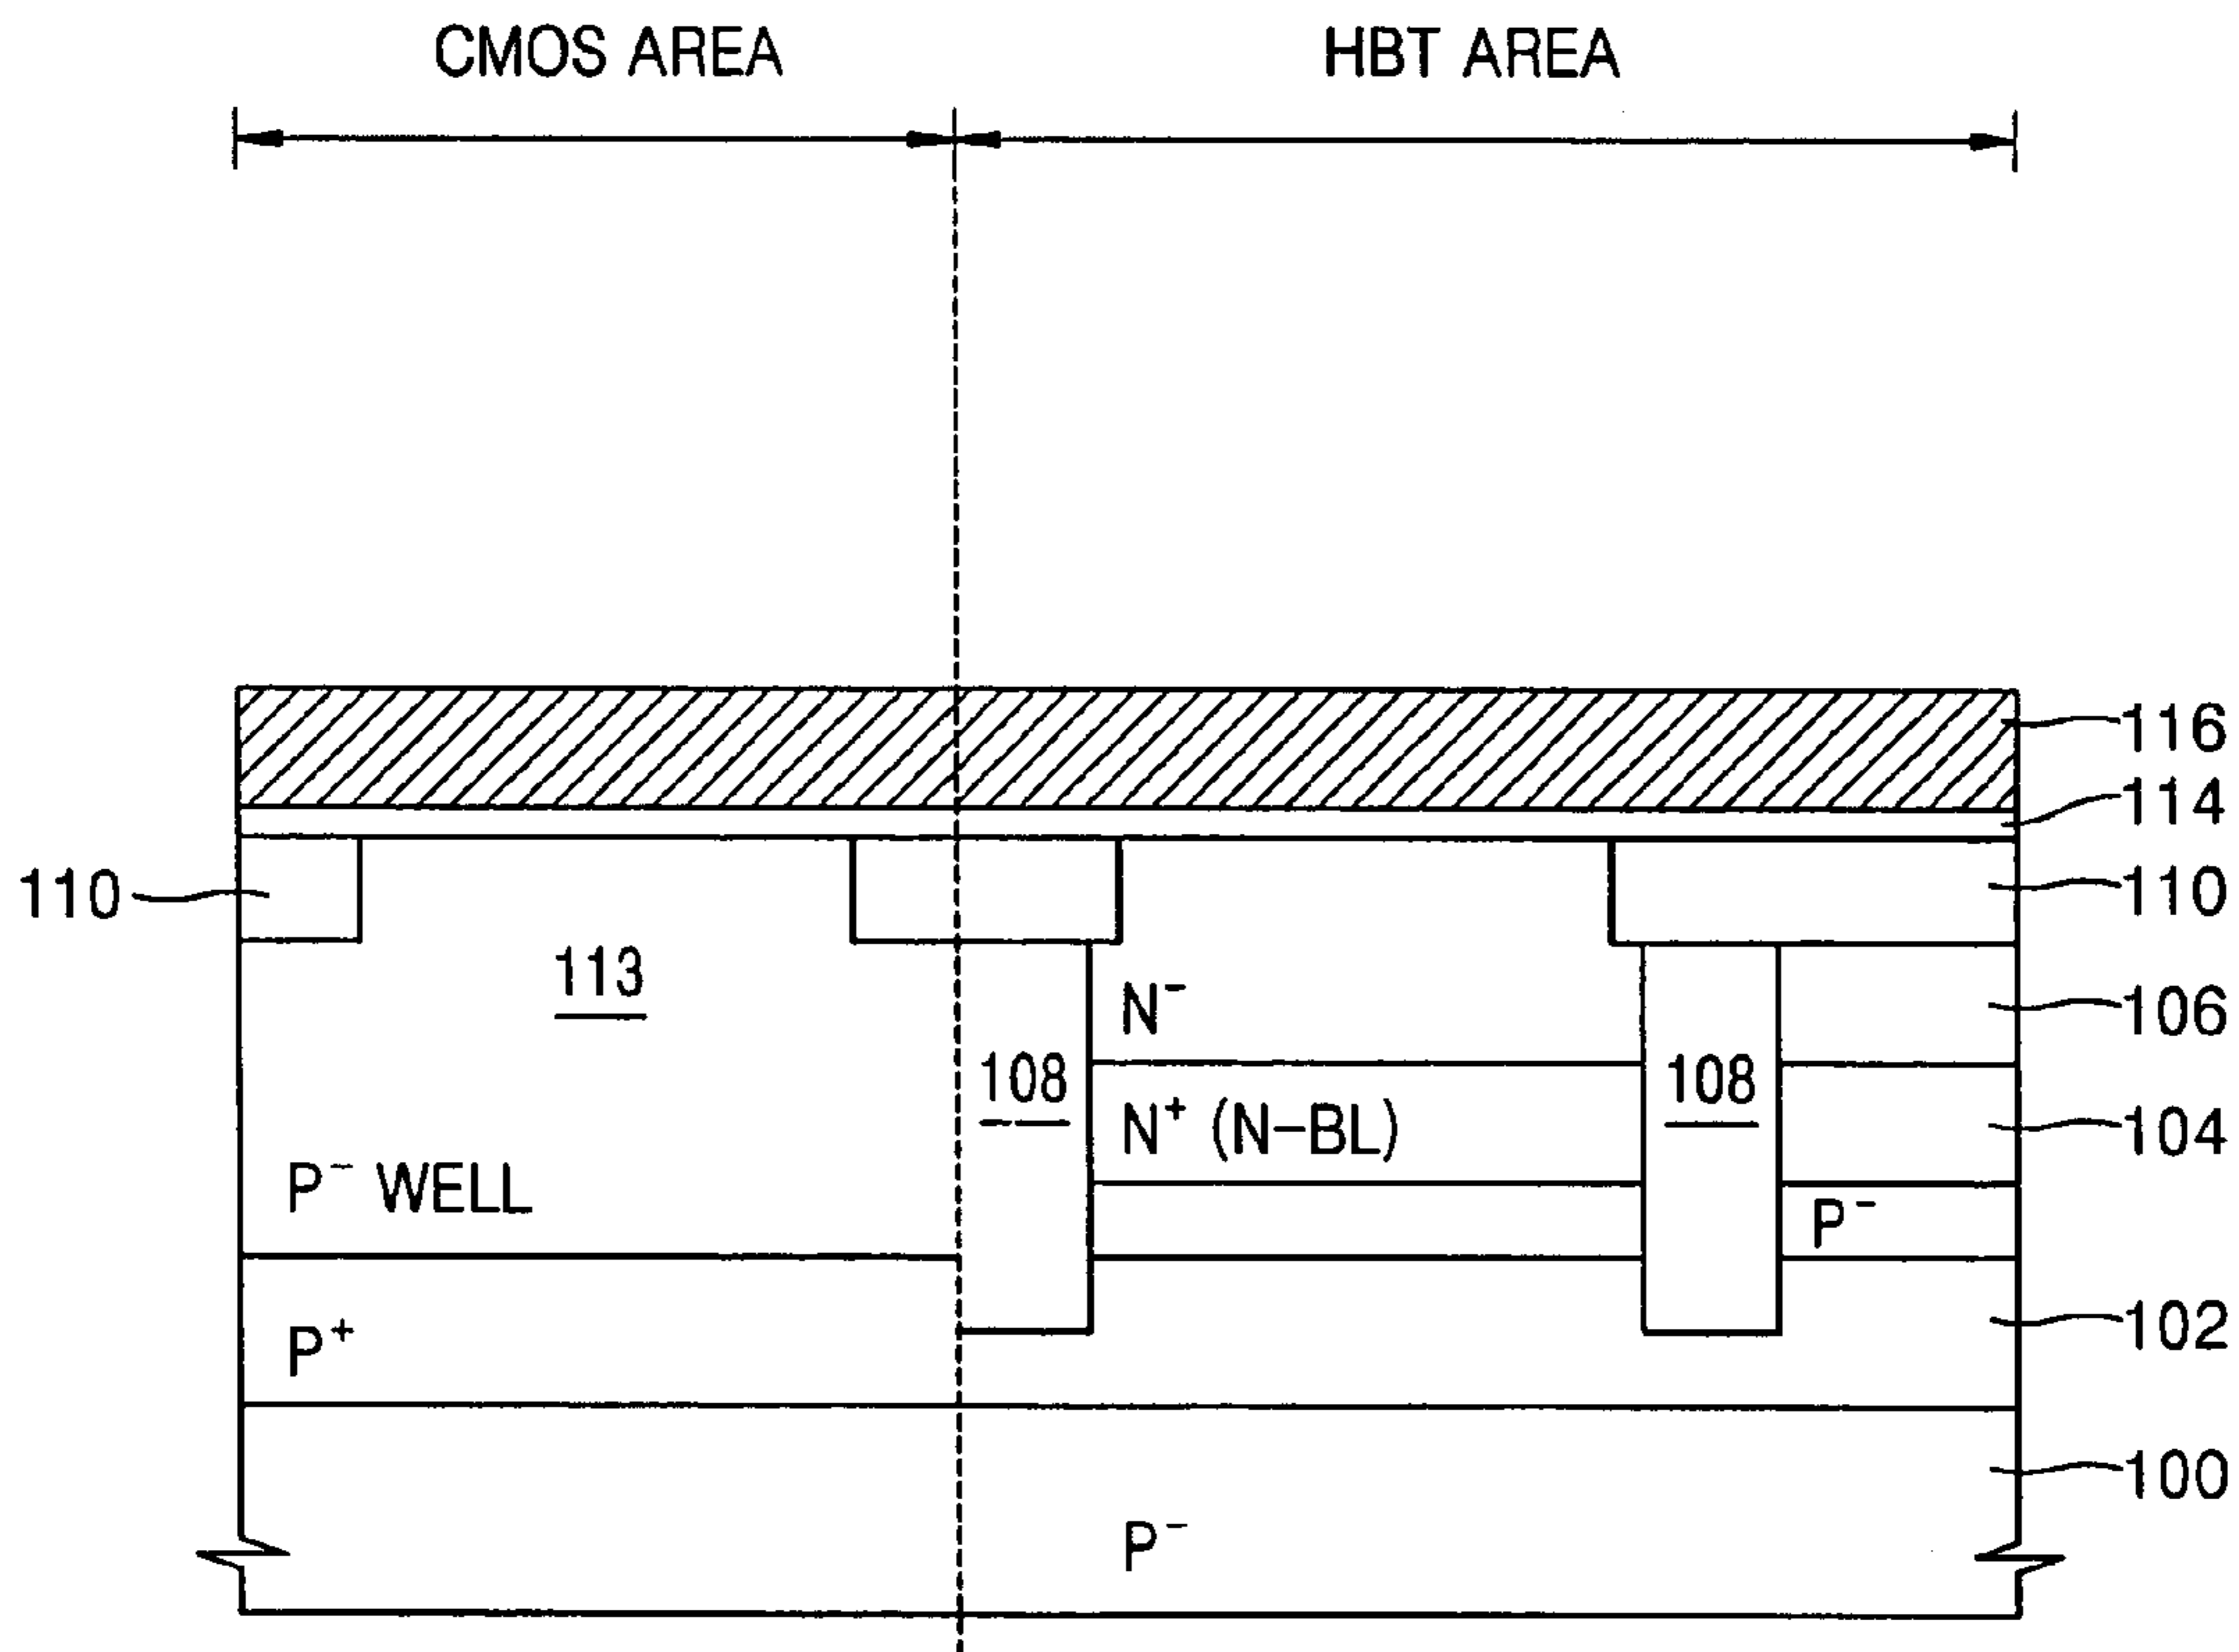 CMOS AREA
HBT AREA
116
114
110
110
113
N⁻
106
108
108
N⁺ (N-BL)
104
P⁻ WELL
P⁻
P⁺
102
100
P⁻